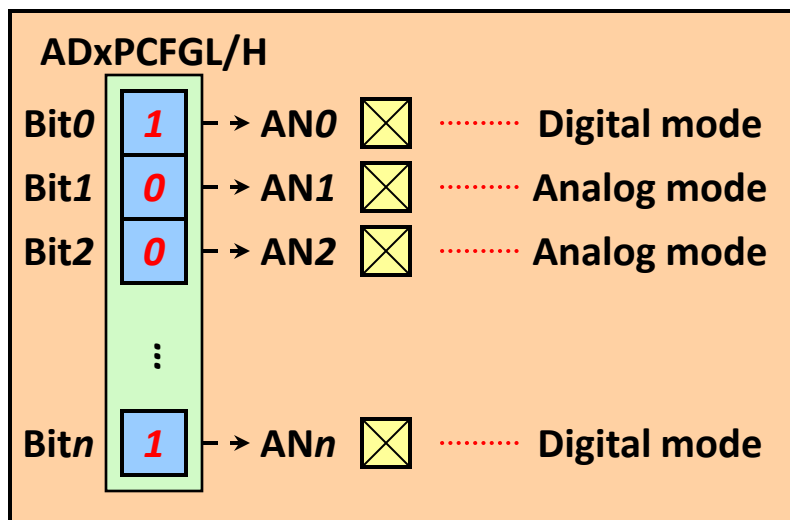 ADxPCFGL/H
Bit0 1 AN0 Digital mode
Bit1 0 AN1 Analog mode
Bit2 0 AN2 Analog mode
...
Bitn 1 ANn Digital mode